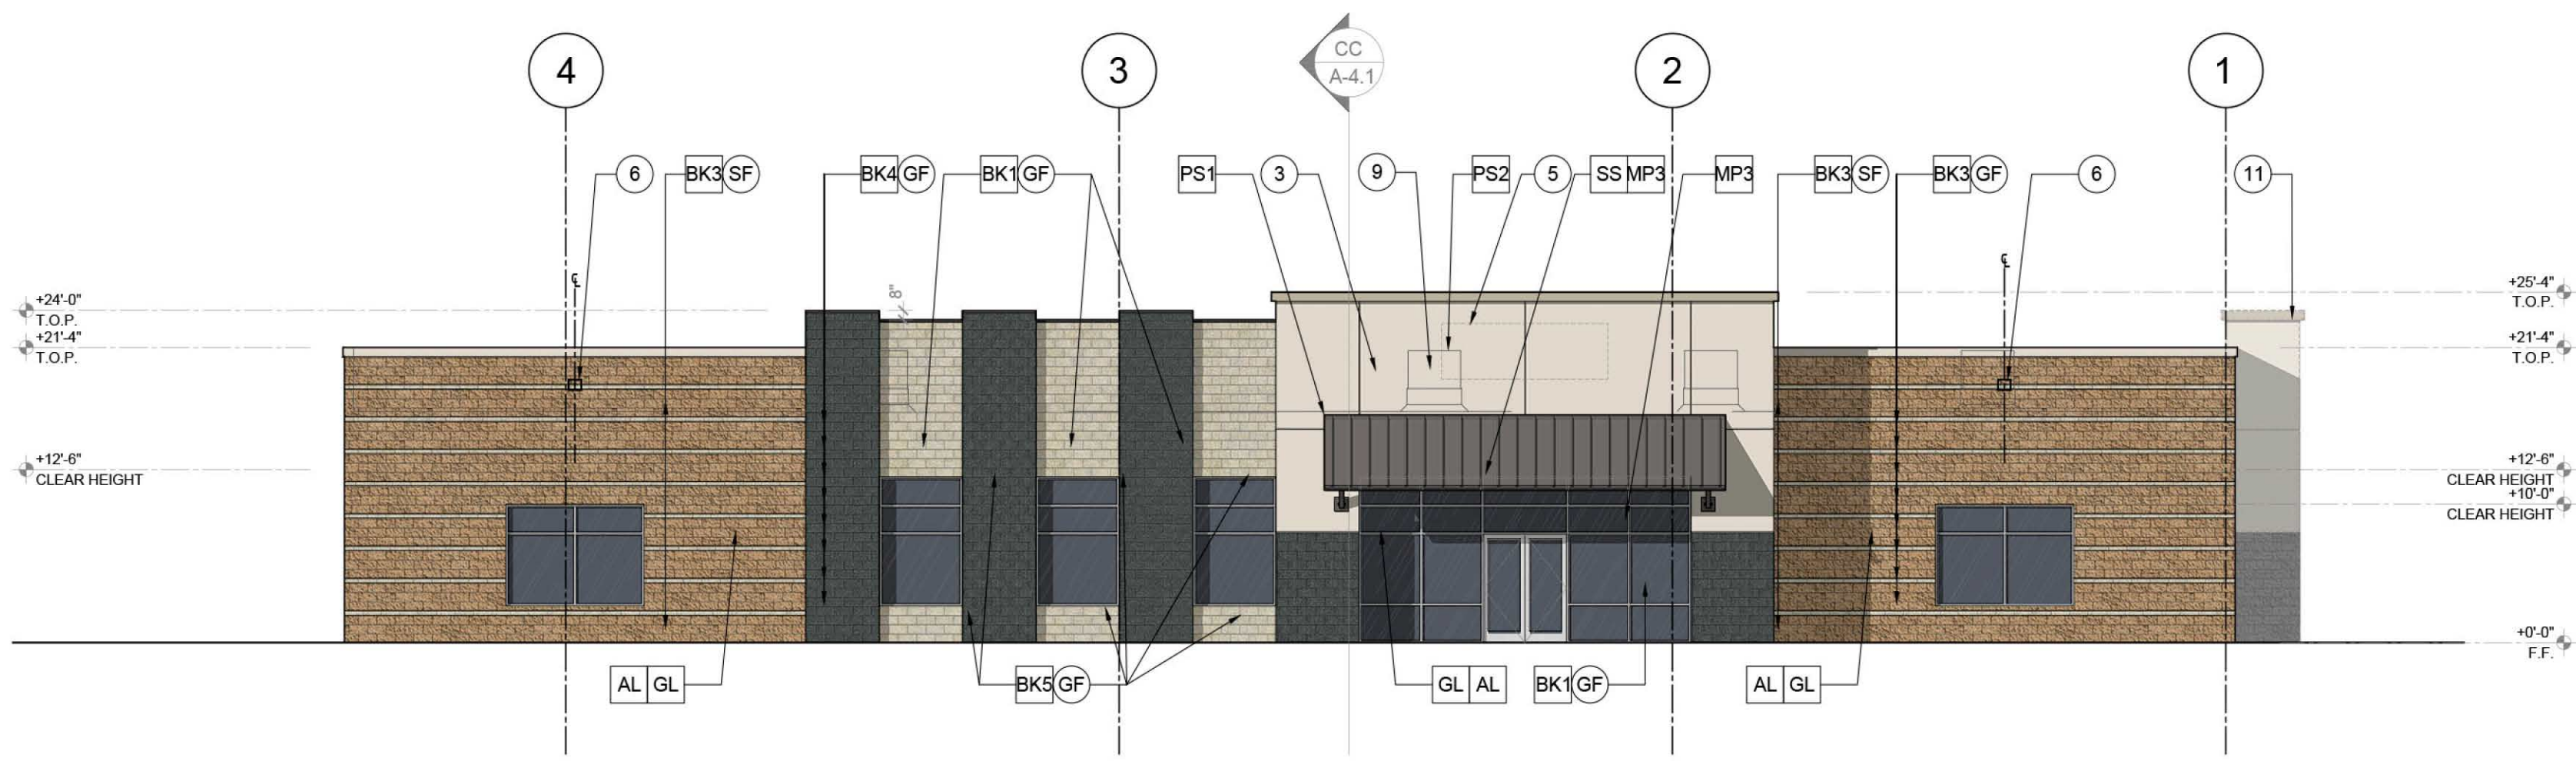 4
3
CC
A-4.1
2
1
6
BK3 SF
BK4 GF
BK1 GF
PS1
3
9
PS2
5
SS MP3
MP3
BK3 SF
BK3 GF
6
11
℄
℄
8"
+24'-0"
T.O.P.
+21'-4"
T.O.P.
+12'-6"
CLEAR HEIGHT
+25'-4"
T.O.P.
+21'-4"
T.O.P.
+12'-6"
CLEAR HEIGHT
+10'-0"
CLEAR HEIGHT
+0'-0"
F.F.
AL GL
BK5 GF
GL AL
BK1 GF
AL GL